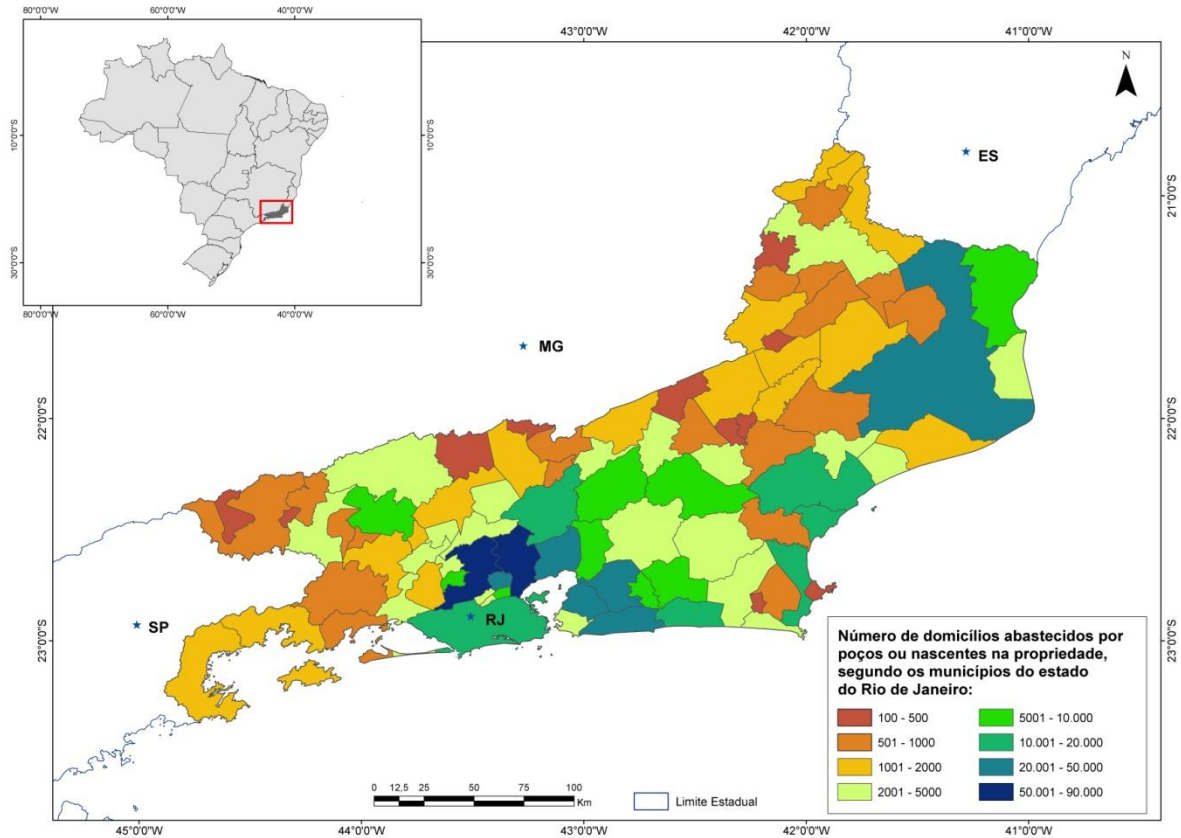 80°0'0"W
60°0'0"W
40°0'0"W
43°0'0"W
42°0'0"W
41°0'0"W
N
ES
10°0'0"S
10°0'0"S
21°0'0"S
21°0'0"S
30°0'0"S
30°0'0"S
80°0'0"W
60°0'0"W
40°0'0"W
MG
22°0'0"S
22°0'0"S
SP
RJ
23°0'0"S
23°0'0"S
Número de domicílios abastecidos por
poços ou nascentes na propriedade,
segundo os municípios do estado
do Rio de Janeiro:
100 - 500
501 - 1000
1001 - 2000
2001 - 5000
5001 - 10.000
10.001 - 20.000
20.001 - 50.000
50.001 - 90.000
0 12,5 25 50 75 100
Km
Limite Estadual
45°0'0"W
44°0'0"W
43°0'0"W
42°0'0"W
41°0'0"W